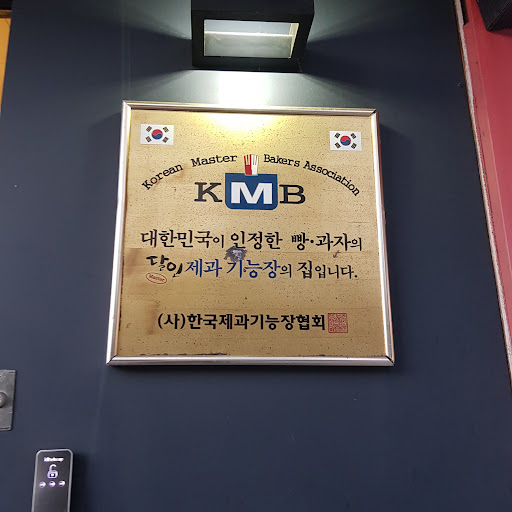 Korean Master Bakers Association
KMB
대한민국이 인정한 빵·과자의
달인 제과 기능장의 집입니다.
Master
(사)한국제과기능장협회